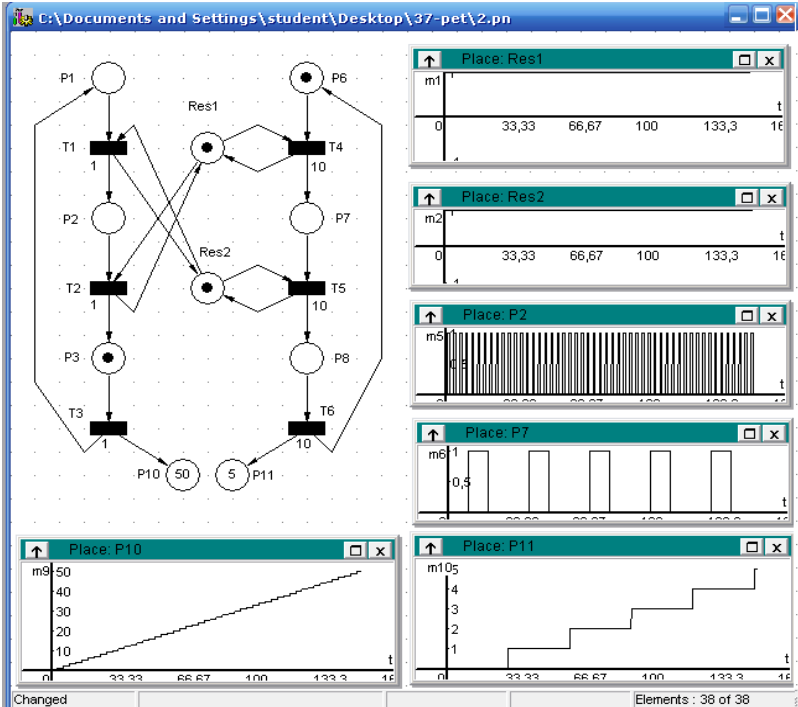 C:\Documents and Settings\student\Desktop\37-pet\2.pn
P1
P6
Res1
T1
1
T4
10
P2
P7
Res2
T2
1
T5
10
P3
P8
T3
1
T6
10
P10 50
5 P11
Place: Res1
m1
1
t
0 33,33 66,67 100 133,3 16
Place: Res2
m2
t
0 33,33 66,67 100 133,3 16
Place: P2
m5 1
0,5
t
Place: P7
m6 1
0,5
t
Place: P10
m9 50
40
30
20
10
t
0 33,33 66,67 100 133,3 16
Place: P11
m10 5
4
3
2
1
t
0 33,33 66,67 100 133,3 16
Changed
Elements : 38 of 38